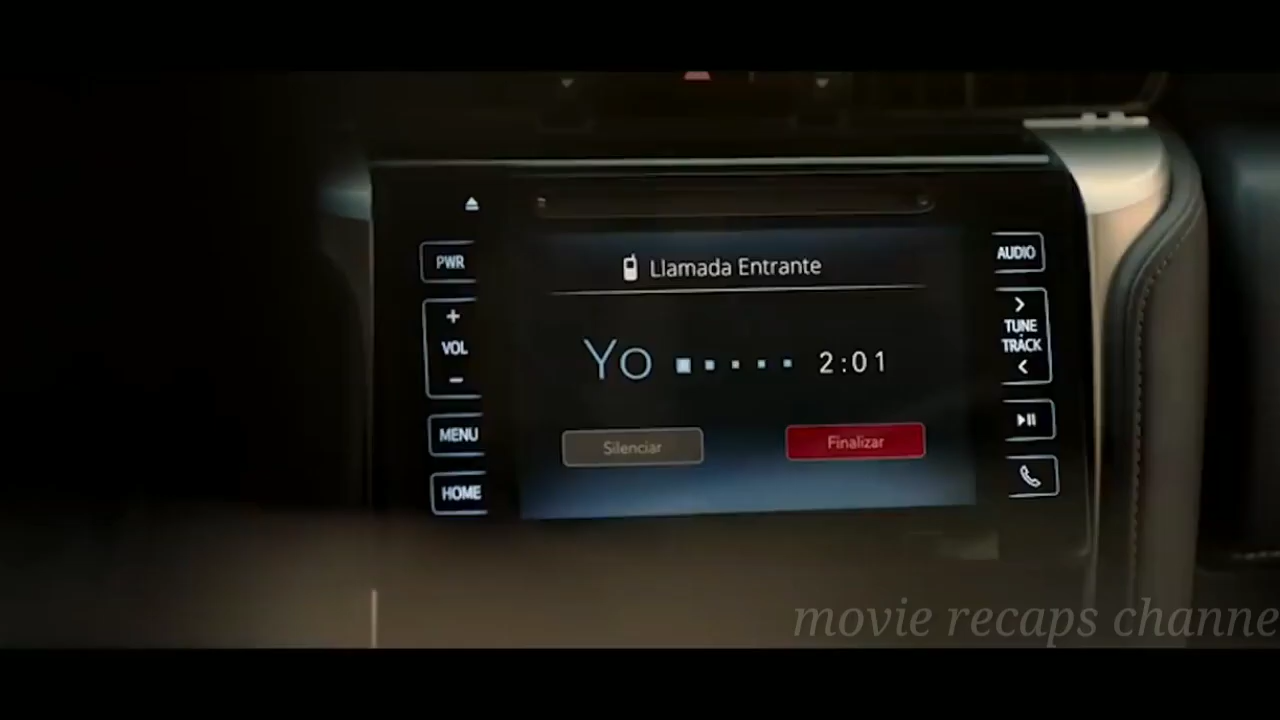 PWR
+
VOL
−
MENU
HOME
Llamada Entrante
Yo 2:01
Silenciar
Finalizar
AUDIO
>
TUNE
TRACK
<
movie recaps channe